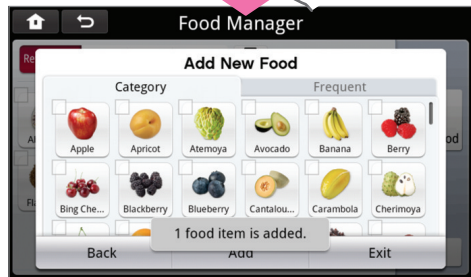 Food Manager
Re
Add New Food
Category Frequent
Apple Apricot Atemoya Avocado Banana Berry
Bing Che... Blackberry Blueberry Cantalou... Carambola Cherimoya
1 food item is added.
Back Add Exit